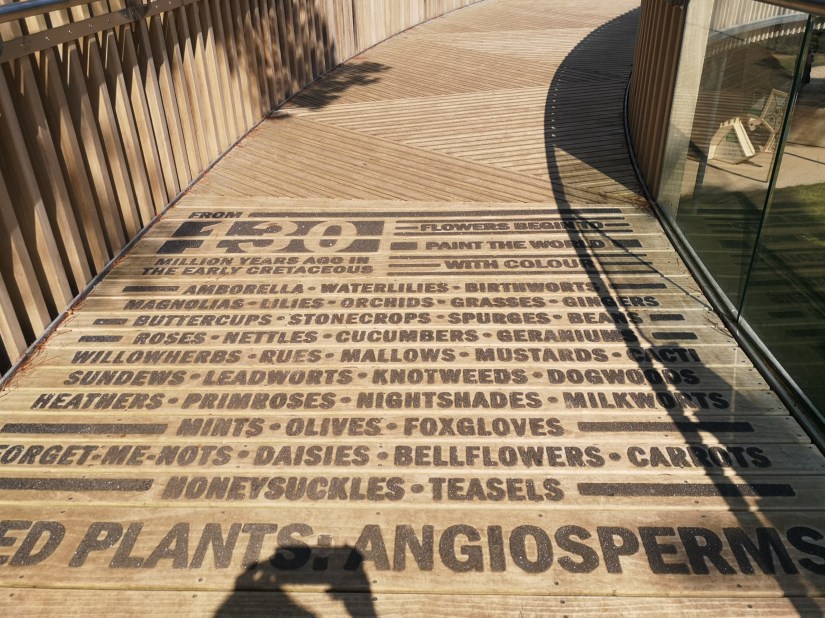 FROM
130
MILLION YEARS AGO IN
THE EARLY CRETACEOUS
FLOWERS BEGIN TO
PAINT THE WORLD
WITH COLOUR
AMBORELLA • WATERLILIES • BIRTHWORTS
MAGNOLIAS • LILIES • ORCHIDS • GRASSES • GINGERS
BUTTERCUPS • STONECROPS • SPURGES • BEANS
ROSES • NETTLES • CUCUMBERS • GERANIUMS
WILLOWHERBS • RUES • MALLOWS • MUSTARDS • CACTI
SUNDEWS • LEADWORTS • KNOTWEEDS • DOGWOODS
HEATHERS • PRIMROSES • NIGHTSHADES • MILKWORTS
MINTS • OLIVES • FOXGLOVES
FORGET-ME-NOTS • DAISIES • BELLFLOWERS • CARROTS
HONEYSUCKLES • TEASELS
ED PLANTS: ANGIOSPERMS